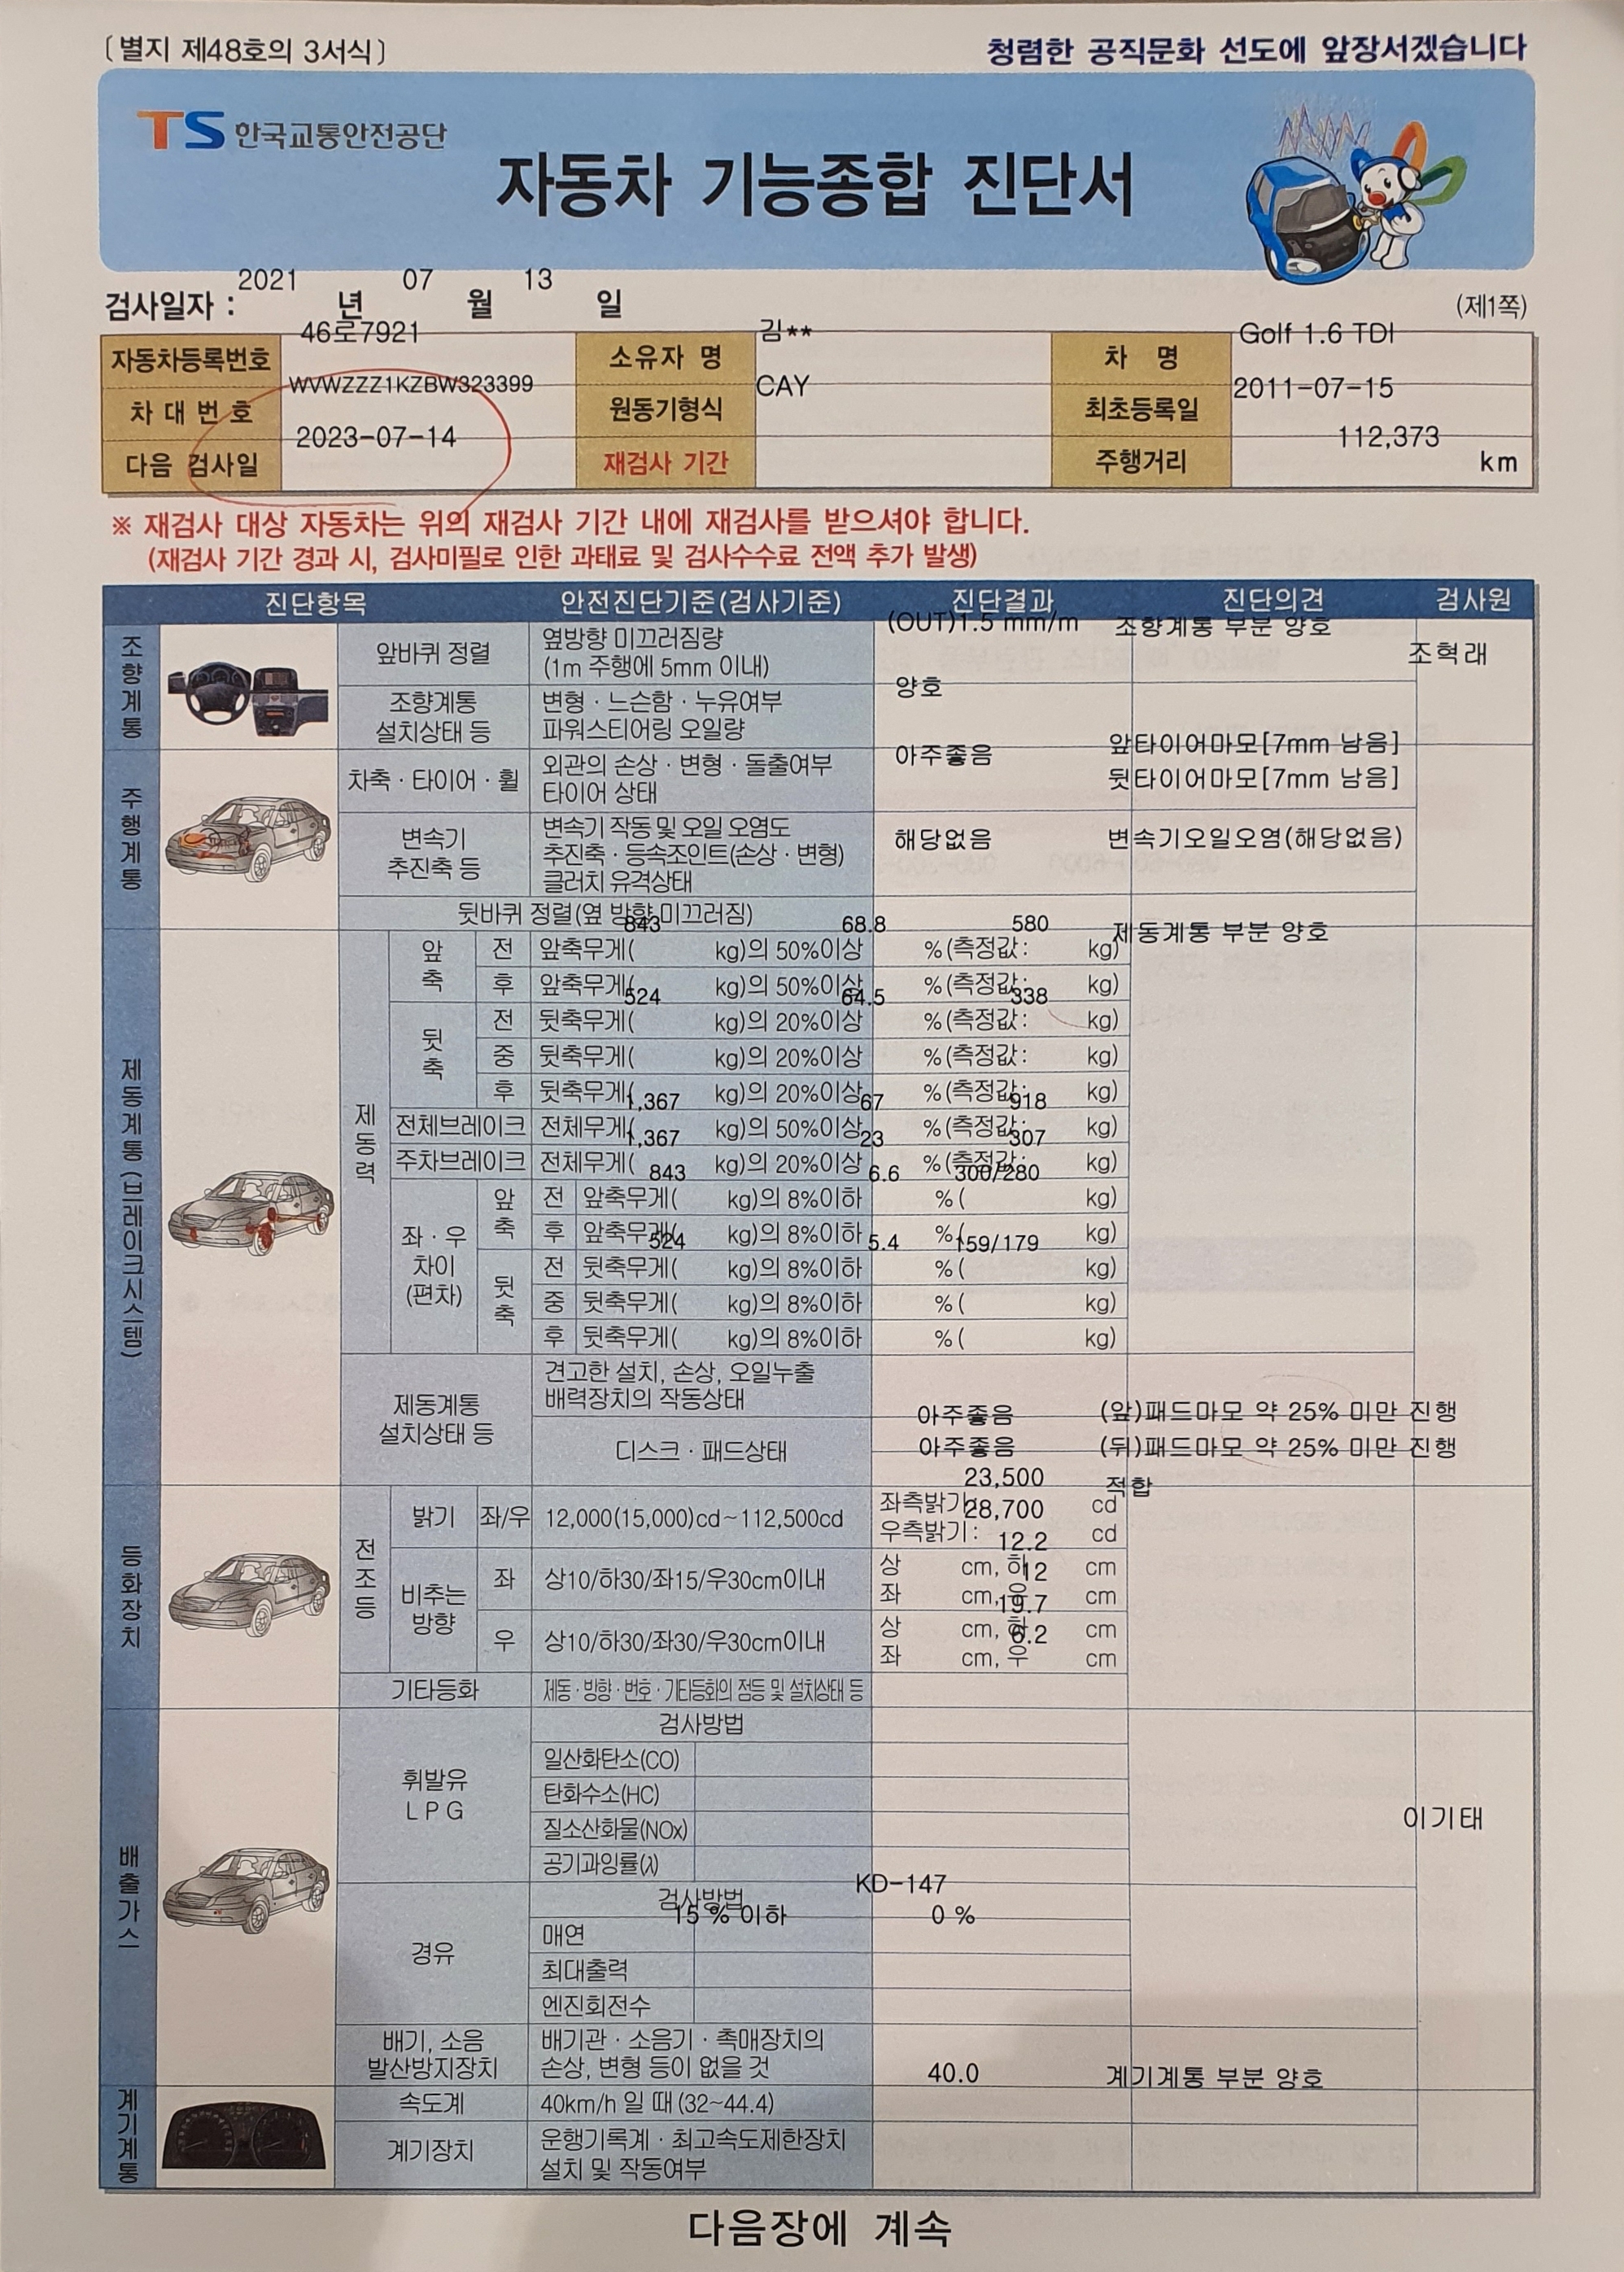 〔별지 제48호의 3서식〕
청렴한 공직문화 선도에 앞장서겠습니다
TS 한국교통안전공단
자동차 기능종합 진단서
검사일자 : 2021 년 07 월 13 일
(제1쪽)
자동차등록번호 46로7921 소유자 명 김** 차 명 Golf 1.6 TDI
차 대 번 호 WVWZZZ1KZBW323399 원동기형식 CAY 최초등록일 2011-07-15
다음 검사일 2023-07-14 재검사 기간 주행거리 112,373 km
※ 재검사 대상 자동차는 위의 재검사 기간 내에 재검사를 받으셔야 합니다.
(재검사 기간 경과 시, 검사미필로 인한 과태료 및 검사수수료 전액 추가 발생)
진단항목 안전진단기준(검사기준) 진단결과 진단의견 검사원
조향계통
앞바퀴 정렬 옆방향 미끄러짐량 (OUT)1.5 mm/m 조향계통 부분 양호 조혁래
(1m 주행에 5mm 이내)
조향계통 변형 · 느슨함 · 누유여부 양호
설치상태 등 파워스티어링 오일량
주행계통
차축 · 타이어 · 휠 외관의 손상 · 변형 · 돌출여부 아주좋음 앞타이어마모[7mm 남음]
타이어 상태 뒷타이어마모[7mm 남음]
변속기 변속기 작동 및 오일 오염도 해당없음 변속기오일오염(해당없음)
추진축 등 추진축 · 등속조인트(손상 · 변형)
클러치 유격상태
뒷바퀴 정렬(옆 방향 미끄러짐)
제동계통(브레이크시스템)
제동력
앞축 전 앞축무게( 843 kg)의 50%이상 68.8 %(측정값: 580 kg) 제동계통 부분 양호
후 앞축무게( kg)의 50%이상 %(측정값: kg)
뒷축 전 뒷축무게( 524 kg)의 20%이상 64.5 %(측정값: 338 kg)
중 뒷축무게( kg)의 20%이상 %(측정값: kg)
후 뒷축무게( kg)의 20%이상 %(측정값: kg)
전체브레이크 전체무게( 1,367 kg)의 50%이상 67 %(측정값: 918 kg)
주차브레이크 전체무게( 1,367 kg)의 20%이상 23 %(측정값: 307 kg)
좌 · 우 차이 (편차)
앞축 전 앞축무게( 843 kg)의 8%이하 6.6 %( 300/280 kg)
후 앞축무게( kg)의 8%이하 %( kg)
뒷축 전 뒷축무게( 524 kg)의 8%이하 5.4 %( 159/179 kg)
중 뒷축무게( kg)의 8%이하 %( kg)
후 뒷축무게( kg)의 8%이하 %( kg)
제동계통 설치상태 등
견고한 설치, 손상, 오일누출
배력장치의 작동상태
아주좋음 (앞)패드마모 약 25% 미만 진행
디스크 · 패드상태 아주좋음 (뒤)패드마모 약 25% 미만 진행
등화장치
전조등
밝기 좌/우 12,000(15,000)cd~112,500cd 좌측밝기: 23,500 cd 적합
우측밝기: 28,700 cd
비추는 방향
좌 상10/하30/좌15/우30cm이내 상 cm, 하 12.2 cm
좌 cm, 우 12 cm
우 상10/하30/좌30/우30cm이내 상 cm, 하 19.7 cm
좌 cm, 우 6.2 cm
기타등화 제동 · 방향 · 번호 · 기타등화의 점등 및 설치상태 등
배출가스
휘발유 LPG
검사방법
일산화탄소(CO)
탄화수소(HC)
질소산화물(NOx)
공기과잉률(λ)
이기태
경유
검사방법 KD-147
매연 15 % 이하 0 %
최대출력
엔진회전수
배기, 소음 배기관 · 소음기 · 촉매장치의
발산방지장치 손상, 변형 등이 없을 것
계기계통
속도계 40km/h 일 때(32~44.4) 40.0 계기계통 부분 양호
계기장치 운행기록계 · 최고속도제한장치
설치 및 작동여부
다음장에 계속